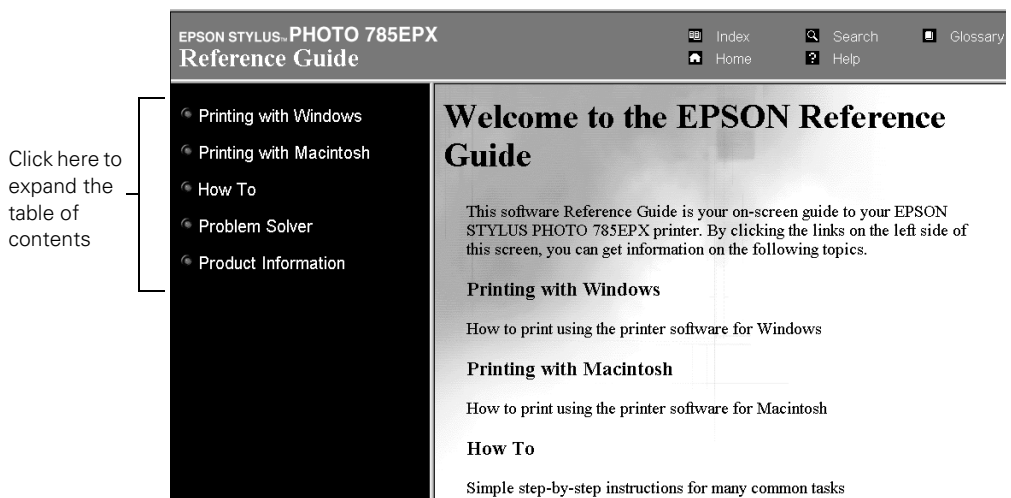 EPSON STYLUS™ PHOTO 785EPX
Reference Guide
Index
Search
Glossary
Home
Help
Click here to
expand the
table of
contents
Printing with Windows
Printing with Macintosh
How To
Problem Solver
Product Information
Welcome to the EPSON Reference
Guide
This software Reference Guide is your on-screen guide to your EPSON
STYLUS PHOTO 785EPX printer. By clicking the links on the left side of
this screen, you can get information on the following topics.
Printing with Windows
How to print using the printer software for Windows
Printing with Macintosh
How to print using the printer software for Macintosh
How To
Simple step-by-step instructions for many common tasks